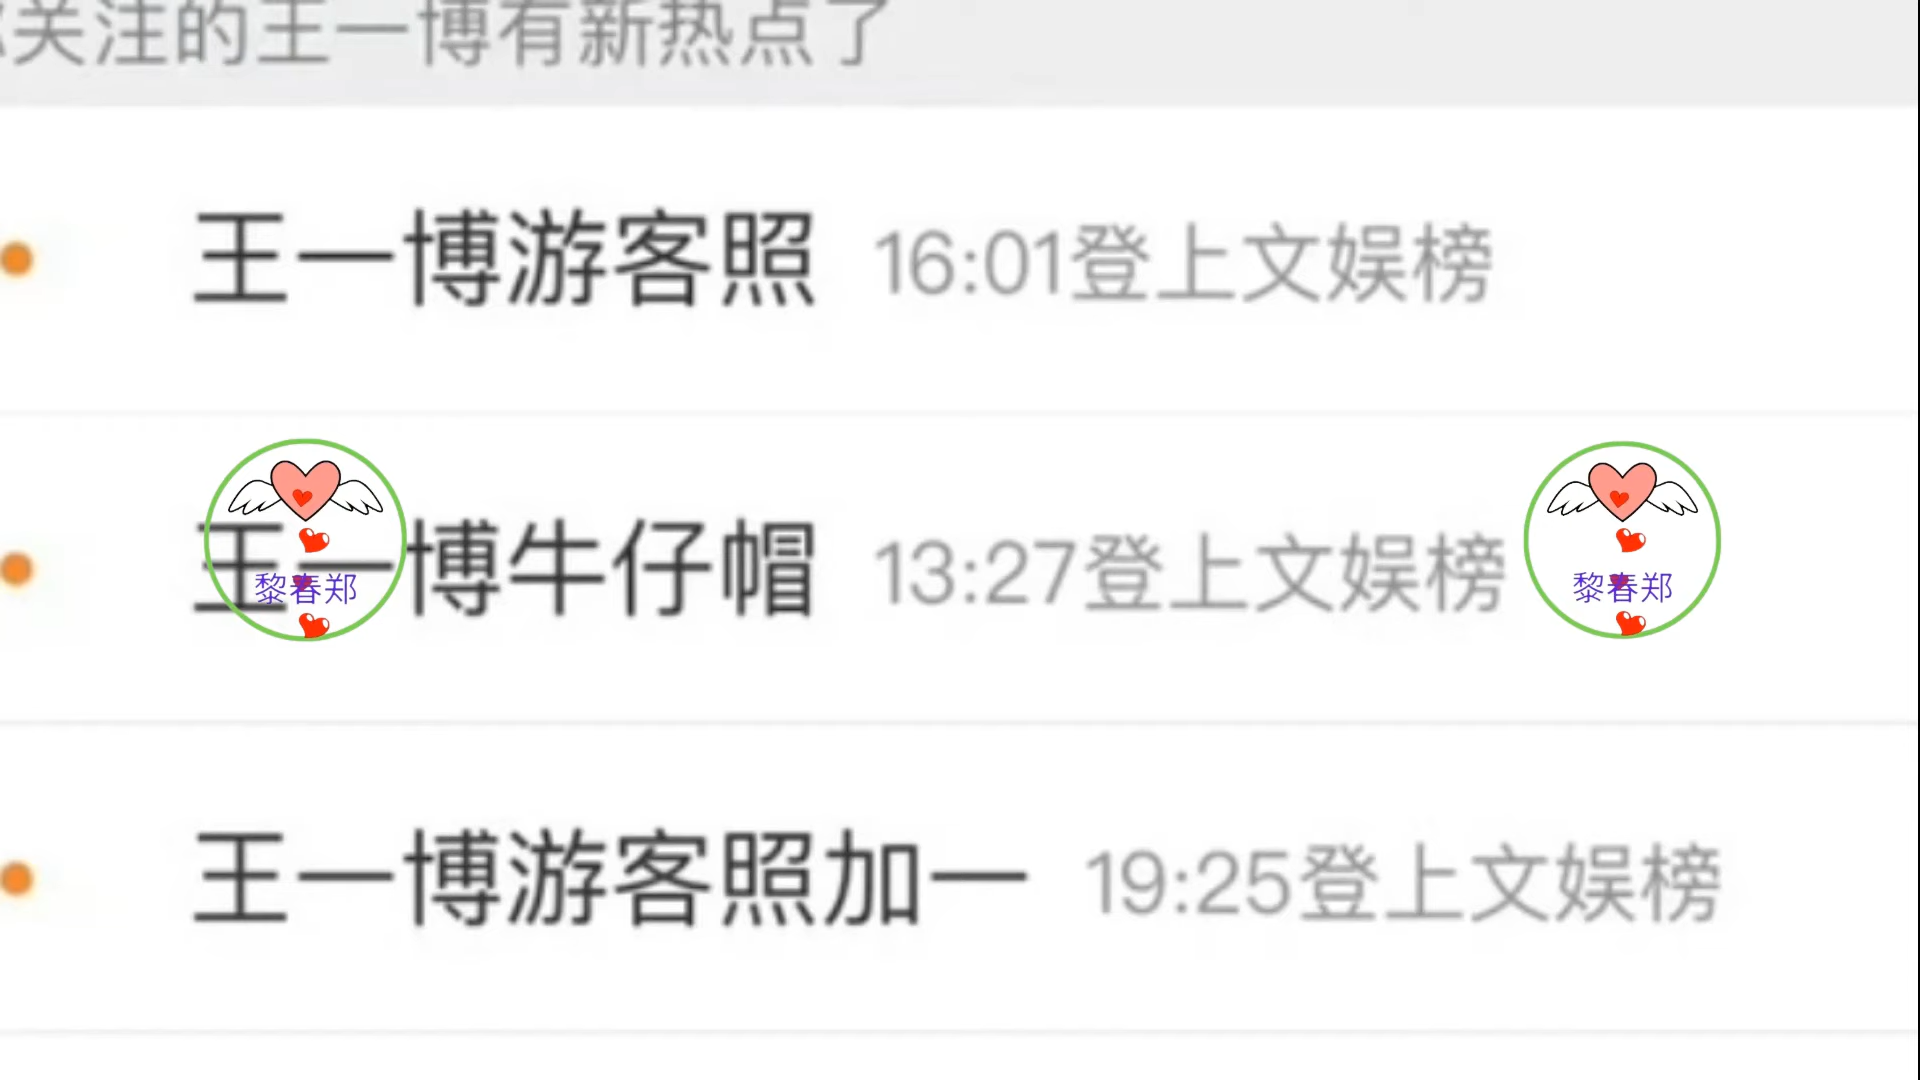 关注的王一博有新热点了
王一博游客照 16:01登上文娱榜
王一博牛仔帽 13:27登上文娱榜
黎春郑
黎春郑
王一博游客照加一 19:25登上文娱榜